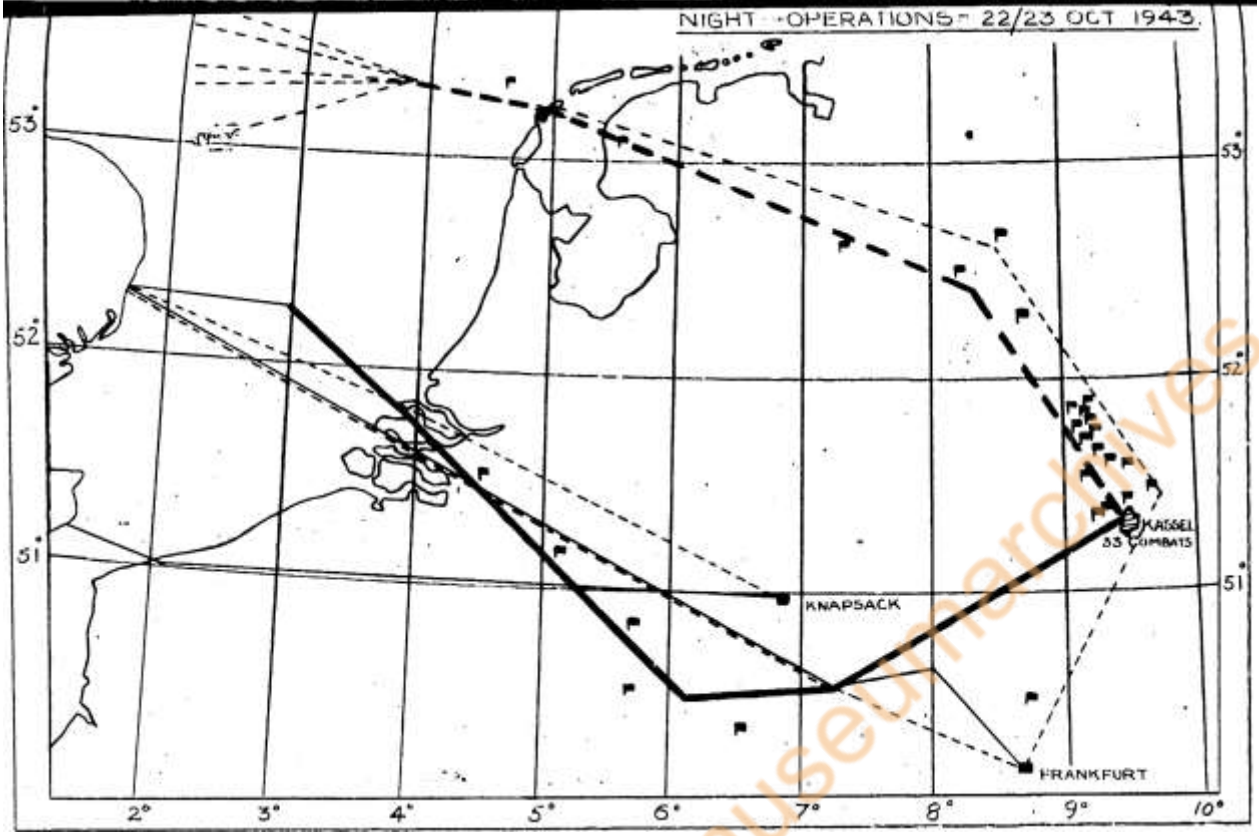 NIGHT OPERATIONS - 22/23 OCT 1943.
53°
53°
52°
52°
KASSEL
33 COMBATS
51°
51°
KNAPSACK
FRANKFURT
2° 3° 4° 5° 6° 7° 8° 9° 10°
museumarchives